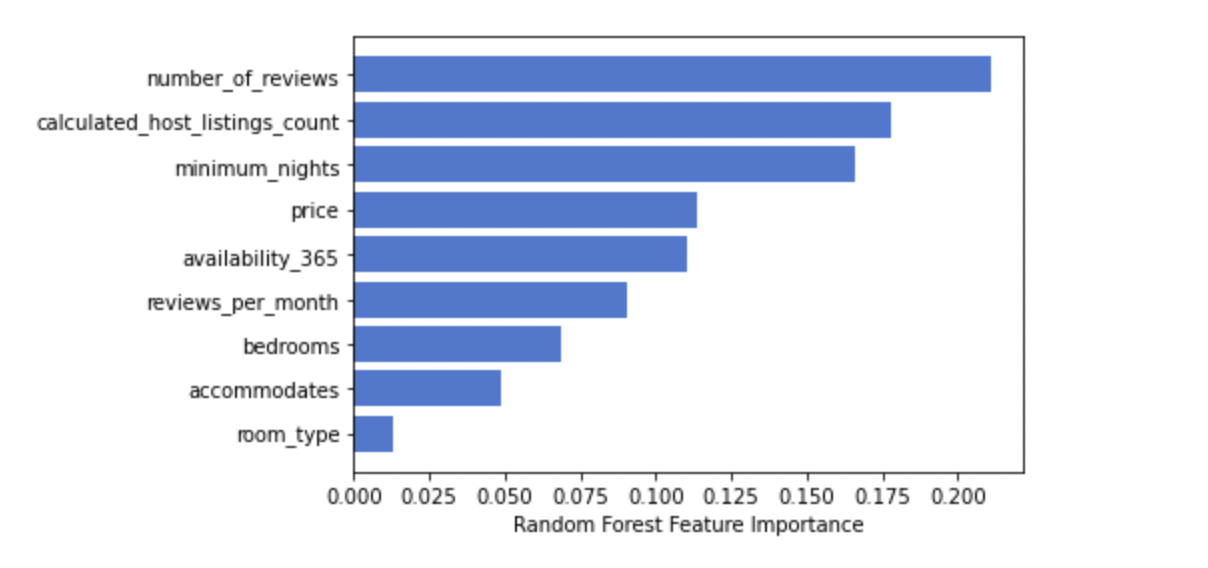 number_of_reviews
calculated_host_listings_count
minimum_nights
price
availability_365
reviews_per_month
bedrooms
accommodates
room_type
0.000 0.025 0.050 0.075 0.100 0.125 0.150 0.175 0.200
Random Forest Feature Importance